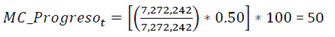 MC_Progreso_t = [(7,272,242/7,272,242) * 0.50] * 100 = 50